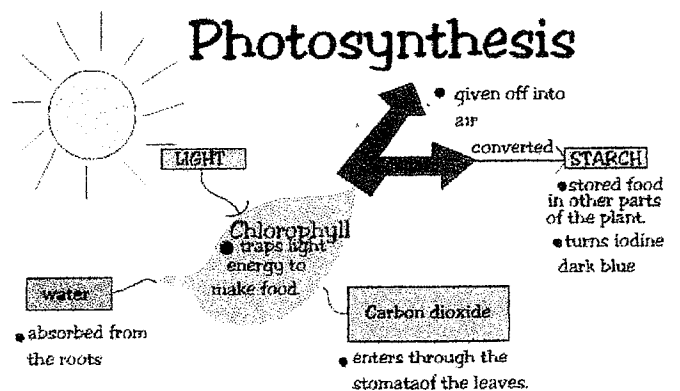 Photosynthesis
• given off into
air
converted
LIGHT
STARCH
• stored food
in other parts
of the plant.
• turns iodine
dark blue
Chlorophyll
• traps light
energy to
make food
water
• absorbed from
the roots
Carbon dioxide
• enters through the
stomataof the leaves.